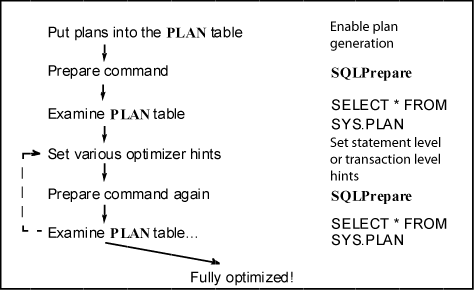 Put plans into the PLAN table
Enable plan
generation
Prepare command
SQLPrepare
Examine PLAN table
SELECT * FROM
SYS.PLAN
Set various optimizer hints
Set statement level
or transaction level
hints
Prepare command again
SQLPrepare
Examine PLAN table...
SELECT * FROM
SYS.PLAN
Fully optimized!